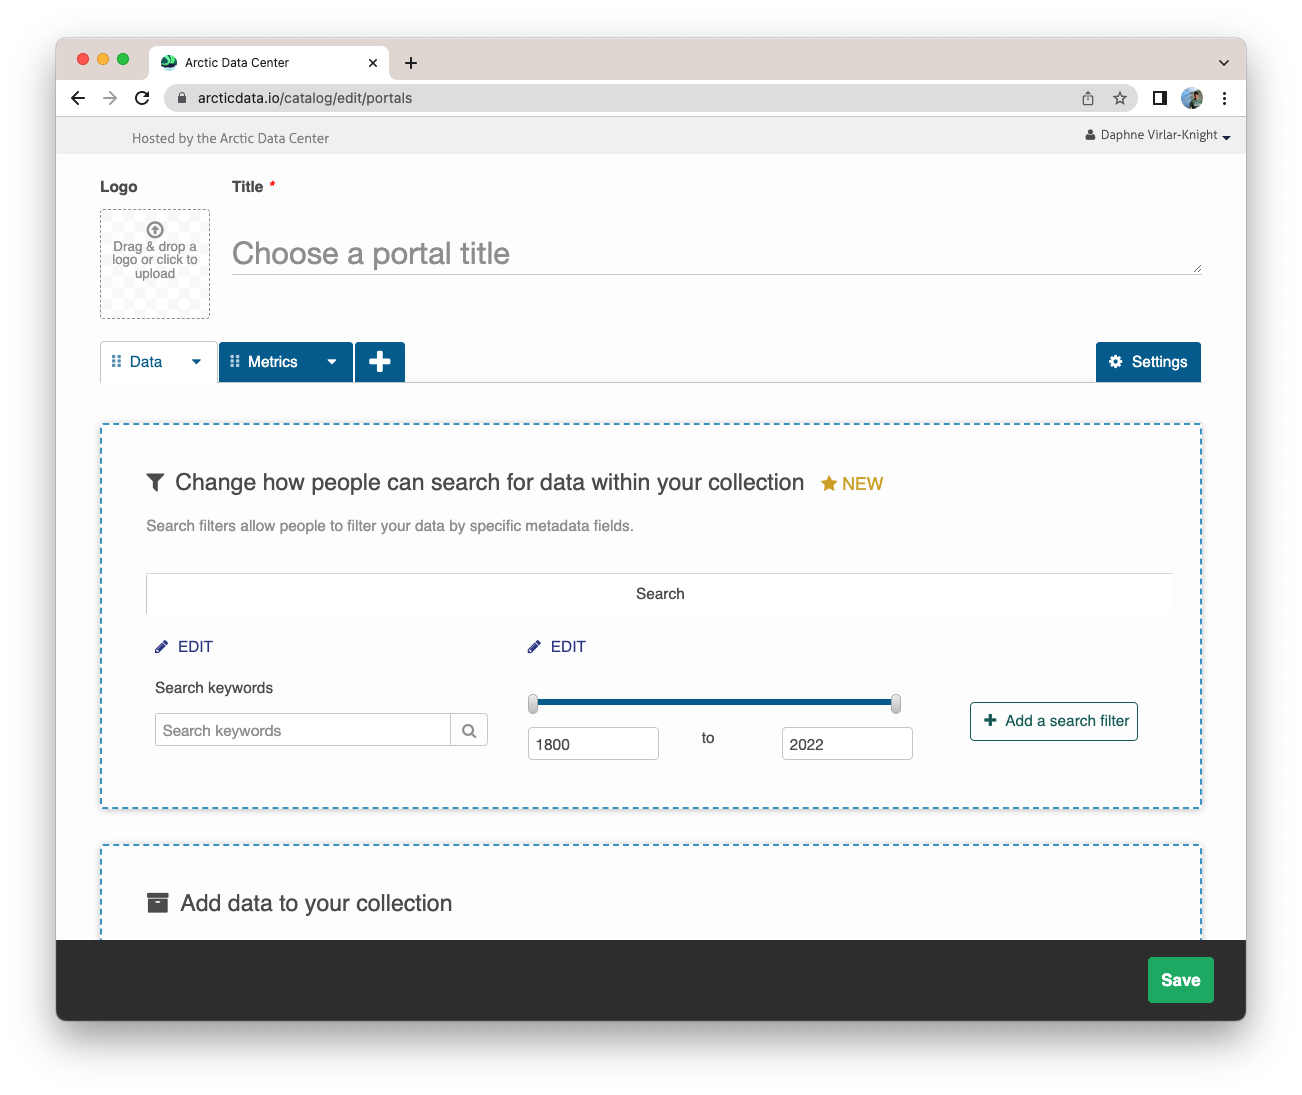 Arctic Data Center
arcticdata.io/catalog/edit/portals
Hosted by the Arctic Data Center
Daphne Virlar-Knight
Logo
Title *
Drag & drop a
logo or click to
upload
Choose a portal title
Data
Metrics
Settings
Change how people can search for data within your collection NEW
Search filters allow people to filter your data by specific metadata fields.
Search
EDIT
EDIT
Search keywords
Search keywords
1800
to
2022
Add a search filter
Add data to your collection
Save